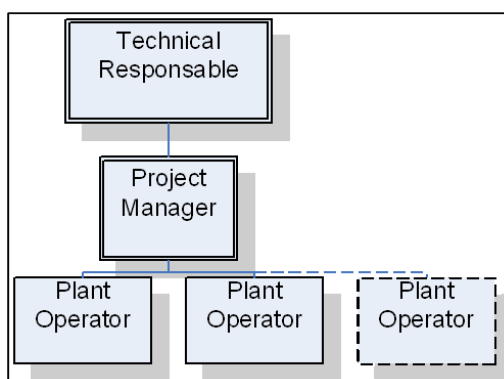 Technical
Responsable
Project
Manager
Plant
Operator
Plant
Operator
Plant
Operator